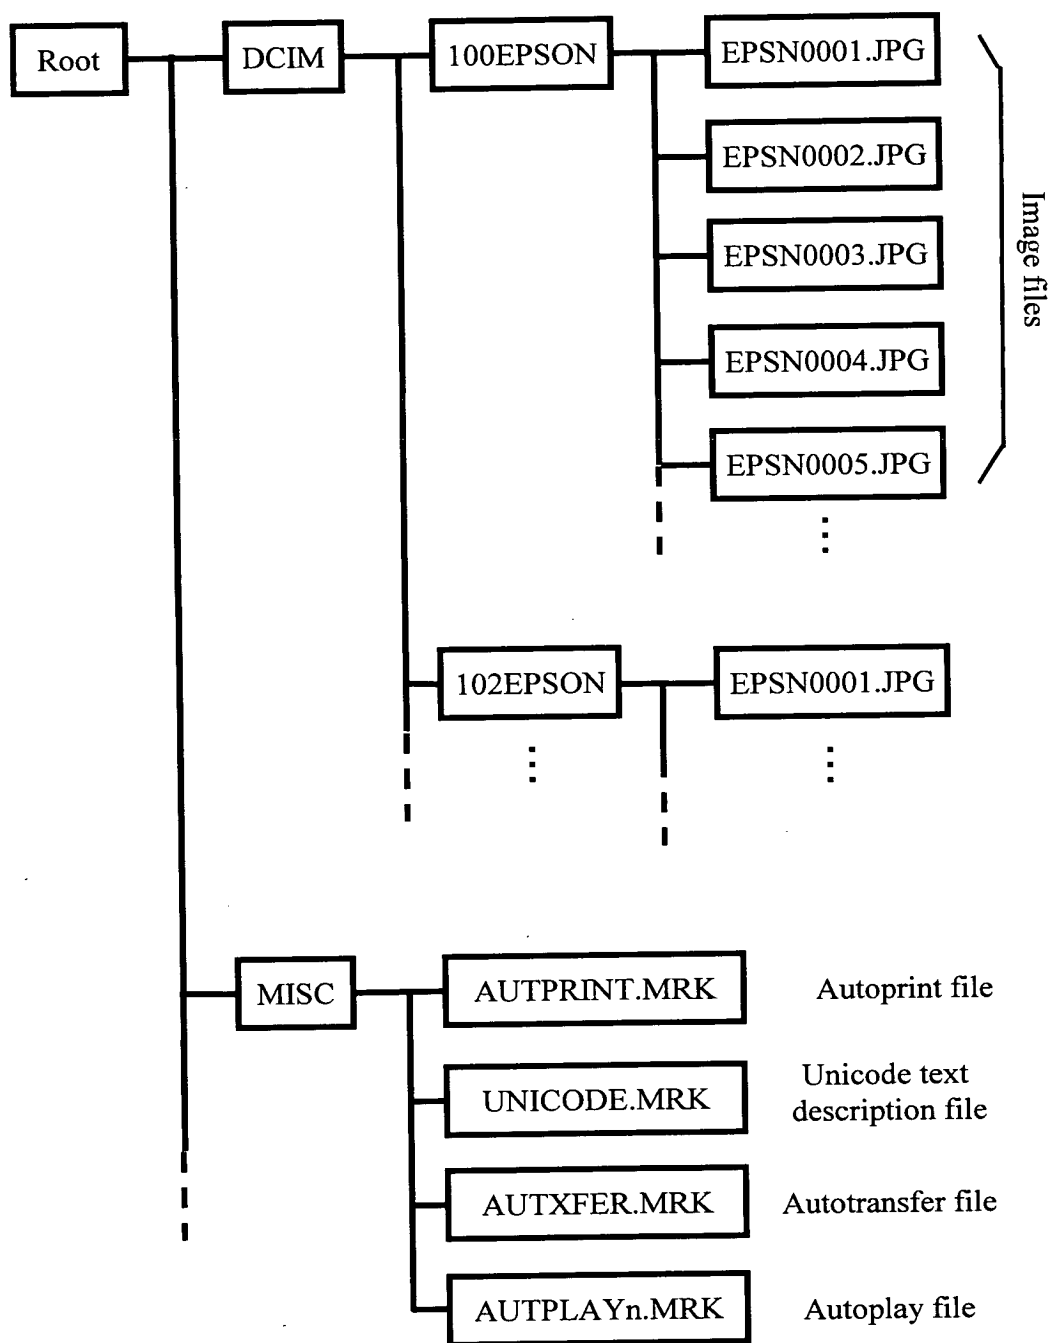 Root
DCIM
100EPSON
EPSN0001.JPG
EPSN0002.JPG
EPSN0003.JPG
EPSN0004.JPG
EPSN0005.JPG
Image files
102EPSON
EPSN0001.JPG
MISC
AUTPRINT.MRK
Autoprint file
UNICODE.MRK
Unicode text
description file
AUTXFER.MRK
Autotransfer file
AUTPLAYn.MRK
Autoplay file